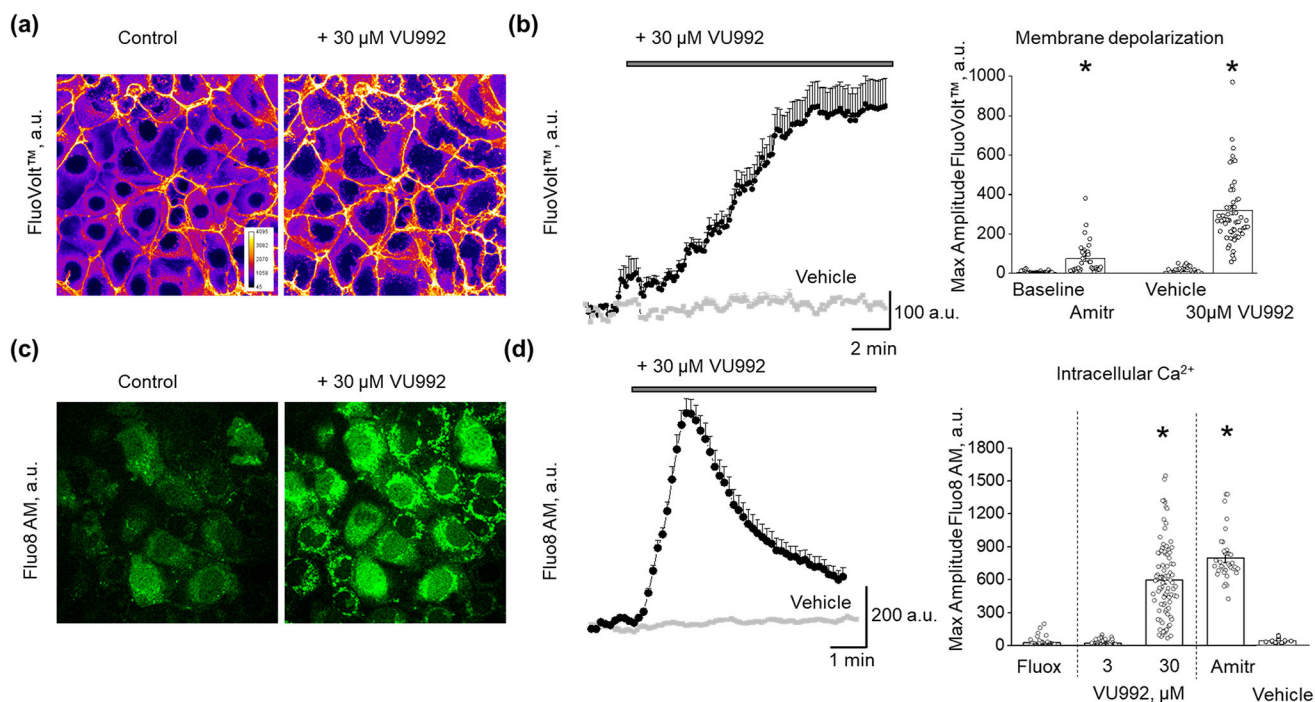 (a)
Control
+ 30 µM VU992
FluoVolt™, a.u.
4095
3082
2070
1058
45
(b)
+ 30 µM VU992
Vehicle
100 a.u.
2 min
Membrane depolarization
*
*
Max Amplitude FluoVolt™, a.u.
1000
800
600
400
200
0
Baseline
Vehicle
Amitr
30µM VU992
(c)
Control
+ 30 µM VU992
Fluo8 AM, a.u.
(d)
+ 30 µM VU992
FluoVolt™, a.u.
Fluo8 AM, a.u.
Vehicle
200 a.u.
1 min
Intracellular Ca²⁺
*
*
Max Amplitude Fluo8 AM, a.u.
1800
1500
1200
900
600
300
0
Fluox
3
30
Amitr
VU992, µM
Vehicle